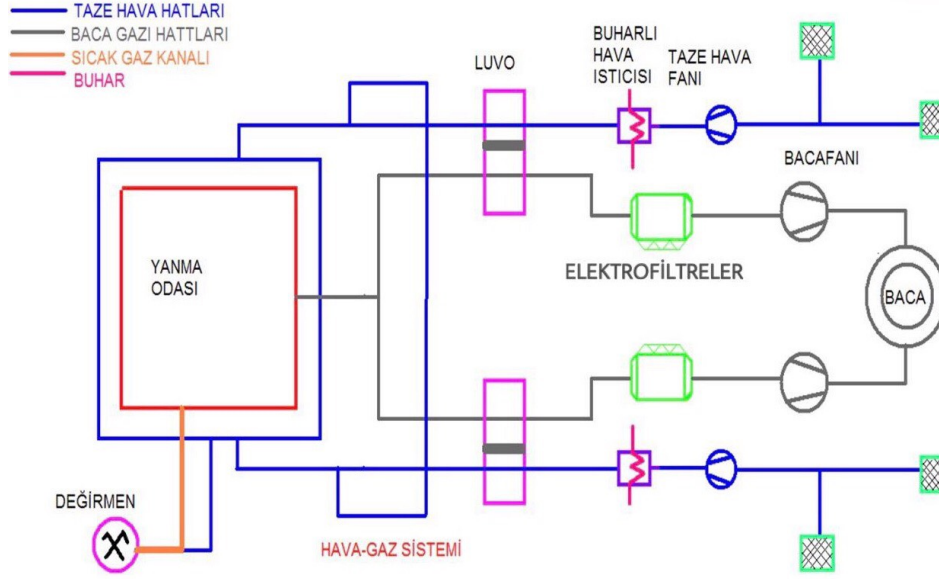 TAZE HAVA HATLARI
BACA GAZI HATTLARI
SICAK GAZ KANALI
BUHAR
LUVO
BUHARLI
HAVA
ISTICISI
TAZE HAVA
FANI
BACAFANI
YANMA
ODASI
ELEKTROFİLTRELER
BACA
DEĞİRMEN
HAVA-GAZ SİSTEMİ